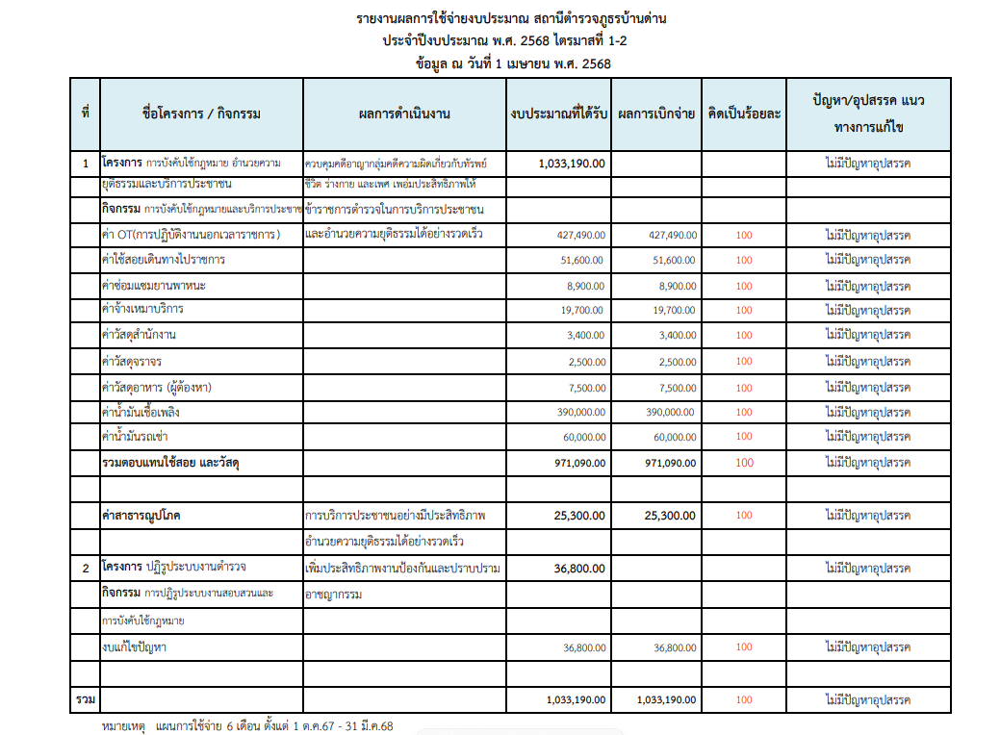 รายงานผลการใช้จ่ายงบประมาณ สถานีตำรวจภูธรบ้านด่าน
ประจำปีงบประมาณ พ.ศ. 2568 ไตรมาสที่ 1-2
ข้อมูล ณ วันที่ 1 เมษายน พ.ศ. 2568
ที่ ชื่อโครงการ / กิจกรรม ผลการดำเนินงาน งบประมาณที่ได้รับ ผลการเบิกจ่าย คิดเป็นร้อยละ ปัญหา/อุปสรรค แนว
ทางการแก้ไข
1 โครงการ การบังคับใช้กฎหมาย อำนวยความ ควบคุมคดีอาญากลุ่มคดีความผิดเกี่ยวกับทรัพย์ 1,033,190.00 ไม่มีปัญหาอุปสรรค
ยุติธรรมและบริการประชาชน ชีวิต ร่างกาย และเพศ เพิ่มประสิทธิภาพให้
กิจกรรม การบังคับใช้กฎหมายและบริการประชาช ข้าราชการตำรวจในการบริการประชาชน
ค่า OT(การปฏิบัติงานนอกเวลาราชการ) และอำนวยความยุติธรรมได้อย่างรวดเร็ว 427,490.00 427,490.00 100 ไม่มีปัญหาอุปสรรค
ค่าใช้สอยเดินทางไปราชการ 51,600.00 51,600.00 100 ไม่มีปัญหาอุปสรรค
ค่าซ่อมแซมยานพาหนะ 8,900.00 8,900.00 100 ไม่มีปัญหาอุปสรรค
ค่าจ้างเหมาบริการ 19,700.00 19,700.00 100 ไม่มีปัญหาอุปสรรค
ค่าวัสดุสำนักงาน 3,400.00 3,400.00 100 ไม่มีปัญหาอุปสรรค
ค่าวัสดุจราจร 2,500.00 2,500.00 100 ไม่มีปัญหาอุปสรรค
ค่าวัสดุอาหาร (ผู้ต้องหา) 7,500.00 7,500.00 100 ไม่มีปัญหาอุปสรรค
ค่าน้ำมันเชื้อเพลิง 390,000.00 390,000.00 100 ไม่มีปัญหาอุปสรรค
ค่าน้ำมันรถเช่า 60,000.00 60,000.00 100 ไม่มีปัญหาอุปสรรค
รวมตอบแทนใช้สอย และวัสดุ 971,090.00 971,090.00 100 ไม่มีปัญหาอุปสรรค
ค่าสาธารณูปโภค การบริการประชาชนอย่างมีประสิทธิภาพ 25,300.00 25,300.00 100 ไม่มีปัญหาอุปสรรค
อำนวยความยุติธรรมได้อย่างรวดเร็ว
2 โครงการ ปฏิรูประบบงานตำรวจ เพิ่มประสิทธิภาพงานป้องกันและปราบปราม 36,800.00 ไม่มีปัญหาอุปสรรค
กิจกรรม การปฏิรูประบบงานสอบสวนและ อาชญากรรม
การบังคับใช้กฎหมาย
งบแก้ไขปัญหา 36,800.00 36,800.00 100 ไม่มีปัญหาอุปสรรค
รวม 1,033,190.00 1,033,190.00 100 ไม่มีปัญหาอุปสรรค
หมายเหตุ แผนการใช้จ่าย 6 เดือน ตั้งแต่ 1 ต.ค.67 - 31 มี.ค.68